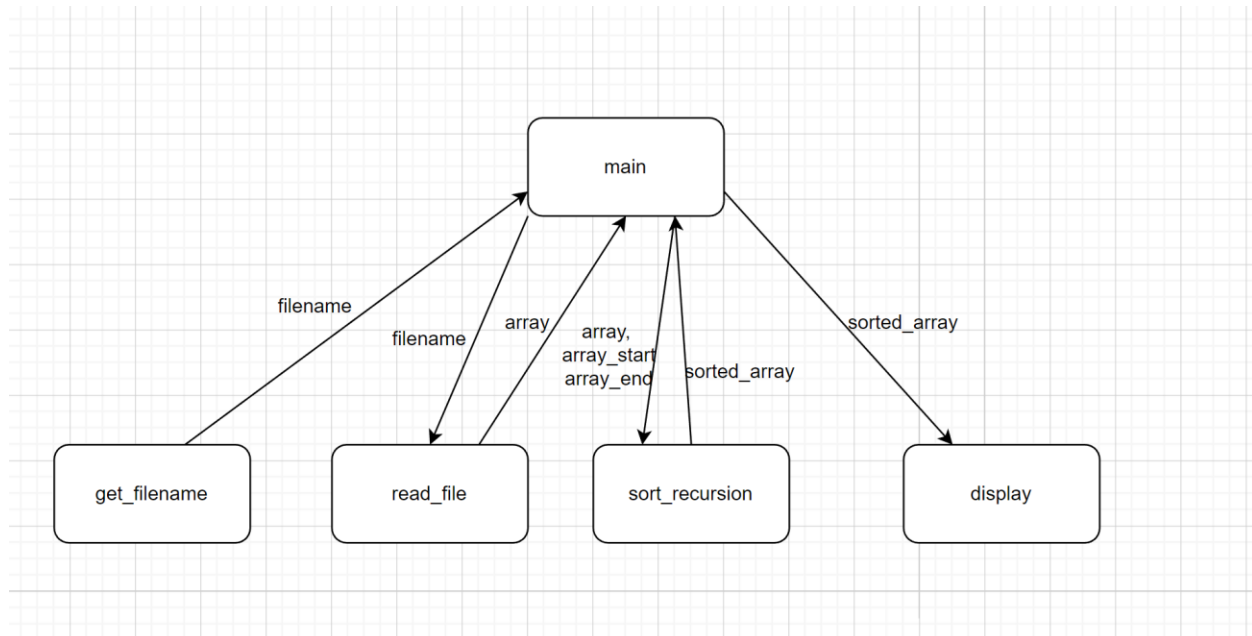 main
filename
filename
array
array,
array_start
array_end
sorted_array
sorted_array
get_filename
read_file
sort_recursion
display